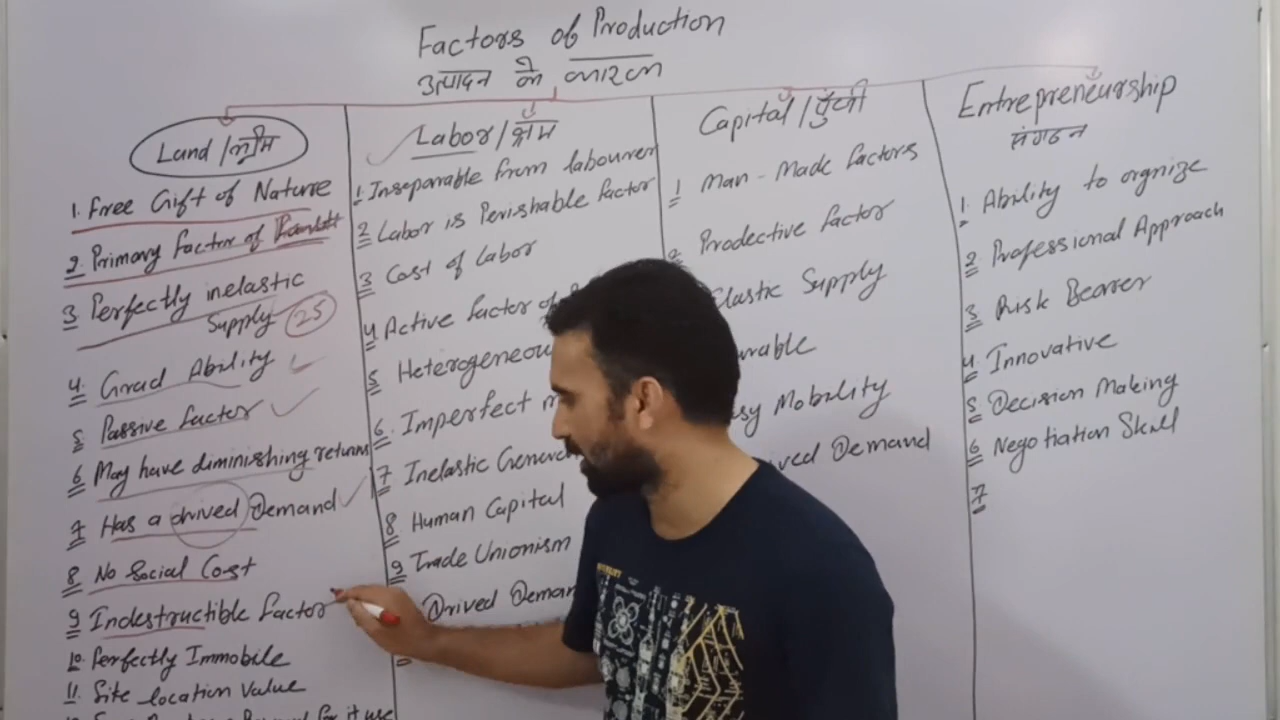 Factors of Production
उत्पादन के कारक
Land/भूमि
1. Free Gift of Nature
2. Primary factor of
3 Perfectly inelastic
Supply 25
4. Grad Ability
5 Passive factor
6 May have diminishing returns
7 Has a drived Demand
8 No Social Cost
9 Indestructible factor
10 Perfectly Immobile
11. Site location value
Labor/श्रम
1. Inseparable from labourer
2 Labor is Perishable factor
3 Cost of Labor
4 Active factor of
5 Heterogeneou
6 Imperfect m
7 Inelastic Gener
8 Human Capital
9 Trade Unionism
Drived Deman
Capital/पूंजी
1 Man-Made factors
2 Prodective factor
Elastic Supply
urable
sy Mobility
ived Demand
Entrepreneurship
संगठन
1. Ability to orgnize
2 Professional Approach
3 Risk Bearer
4 Innovative
5 Decision Making
6 Negotiation Skill
7